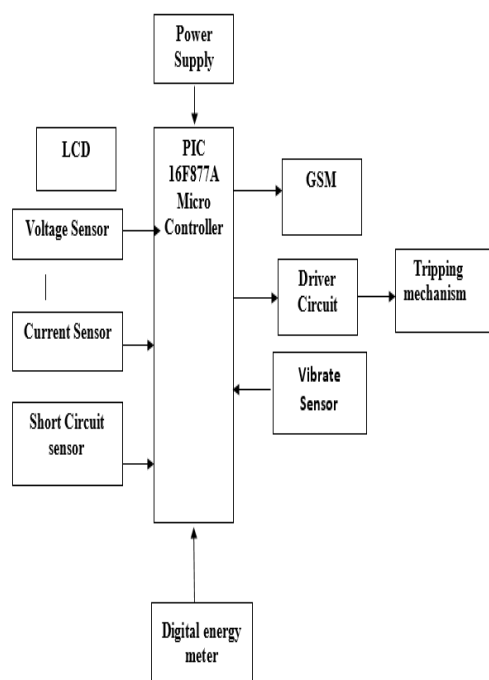 Power
Supply
LCD
PIC
16F877A
Micro
Controller
GSM
Voltage Sensor
Driver
Circuit
Tripping
mechanism
Current Sensor
Vibrate
Sensor
Short Circuit
sensor
Digital energy
meter